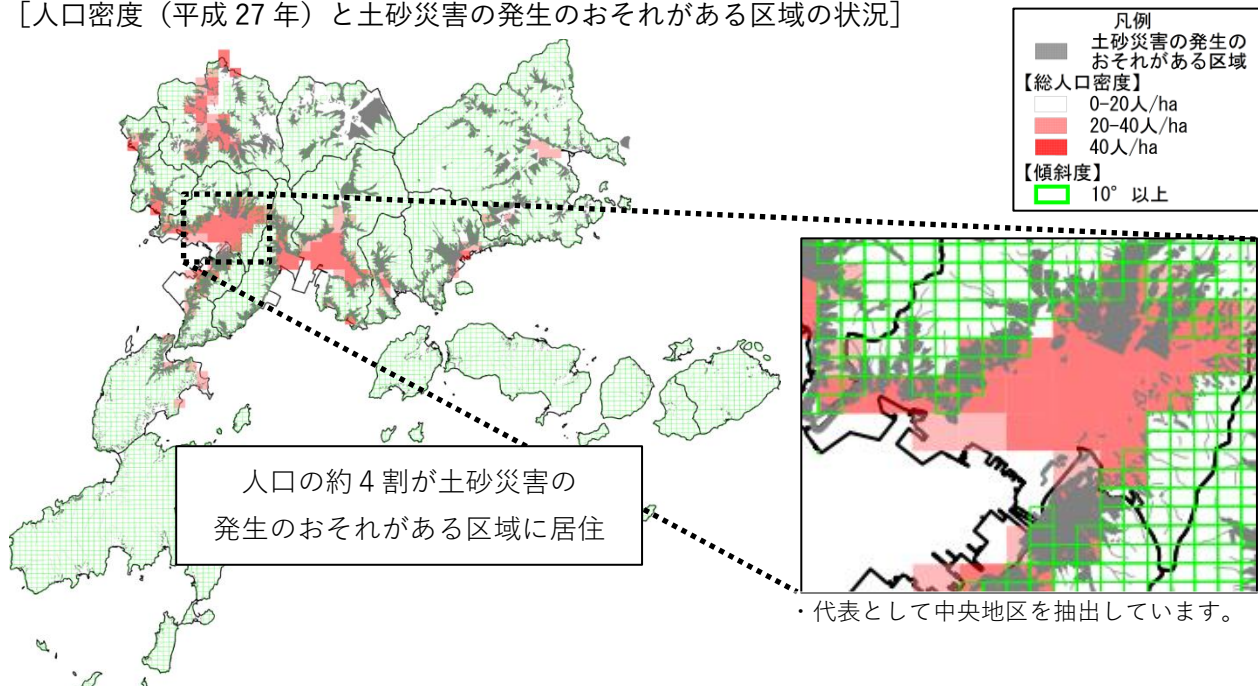 ［人口密度（平成 27 年）と土砂災害の発生のおそれがある区域の状況］
凡例
土砂災害の発生の
おそれがある区域
【総人口密度】
0-20人/ha
20-40人/ha
40人/ha
【傾斜度】
10° 以上
人口の約 4 割が土砂災害の
発生のおそれがある区域に居住
・代表として中央地区を抽出しています。